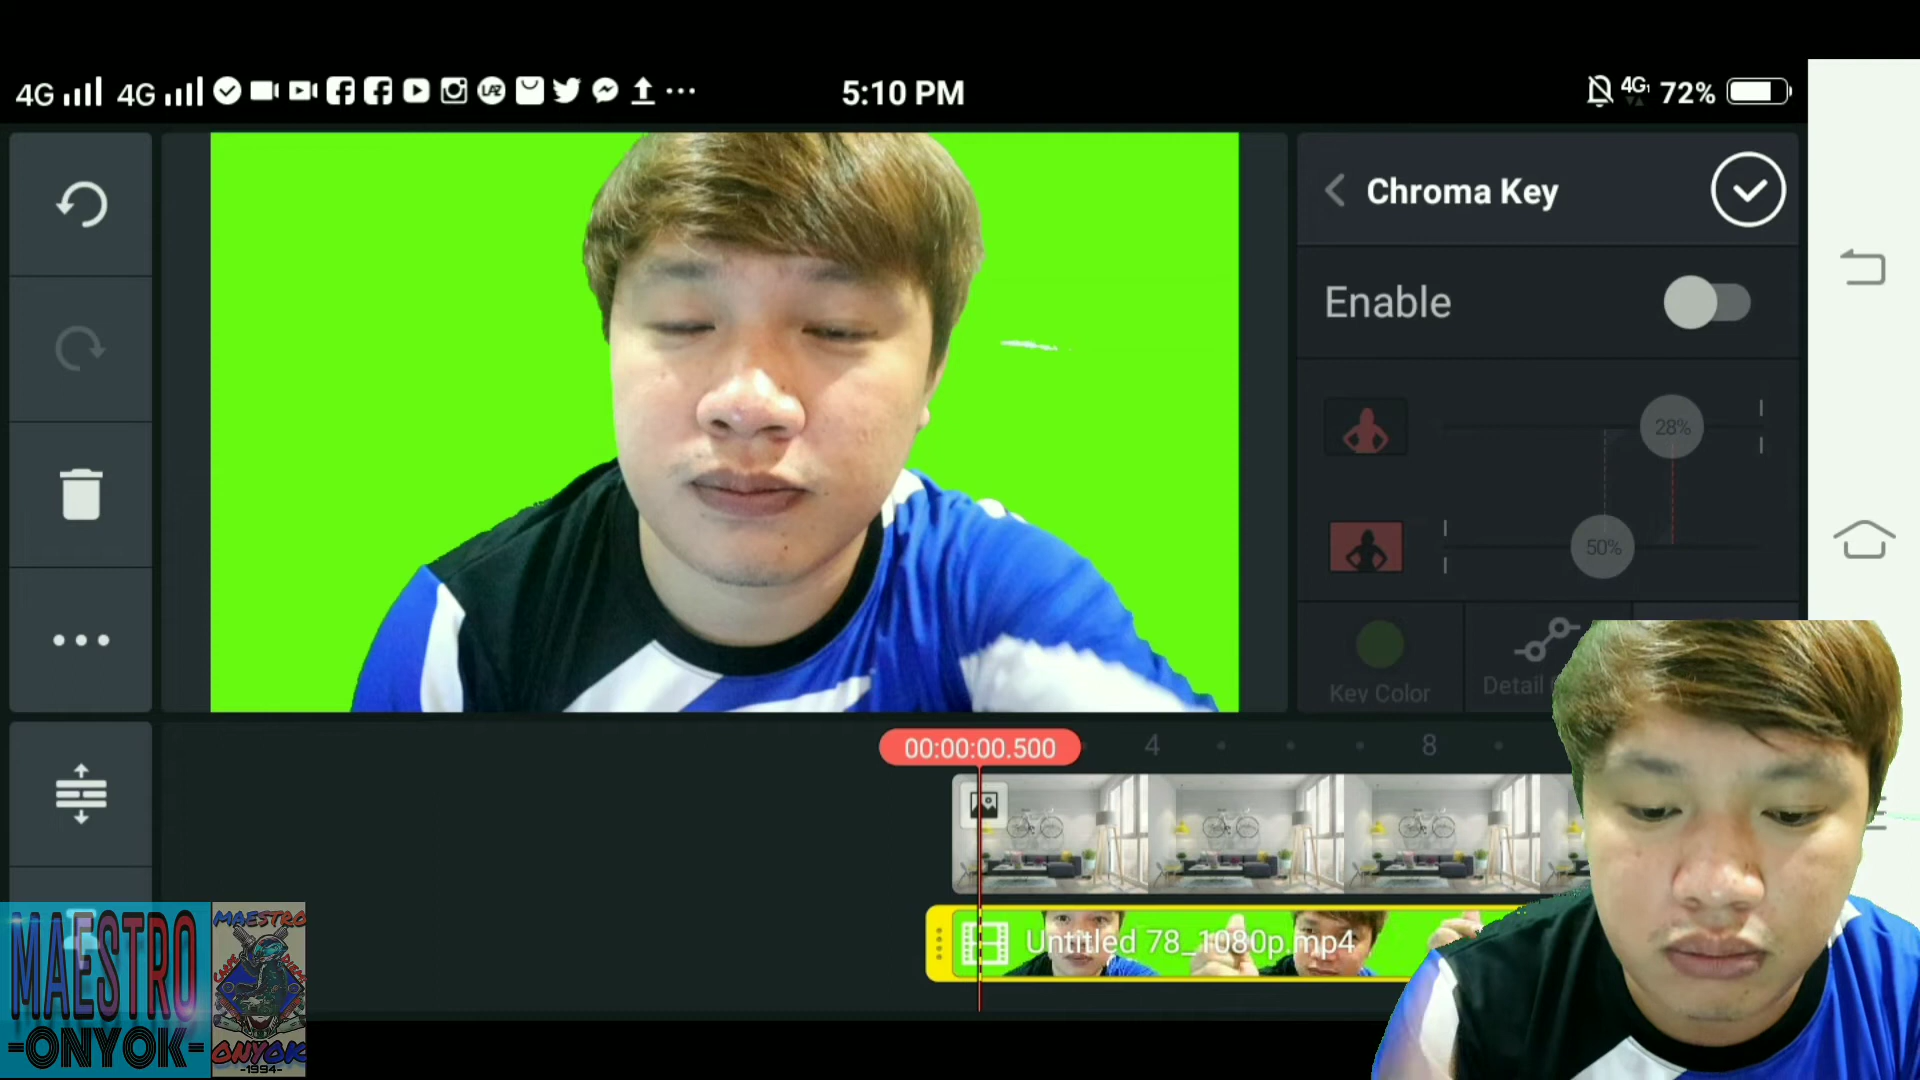 4G 4G LAZ 5:10 PM 4G 72%
Chroma Key
Enable
28%
50%
Key Color Detail
00:00:00.500 4 8
Untitled 78_1080p.mp4
MAESTRO
-ONYOK-
MAESTRO
ONYOK
-1994-